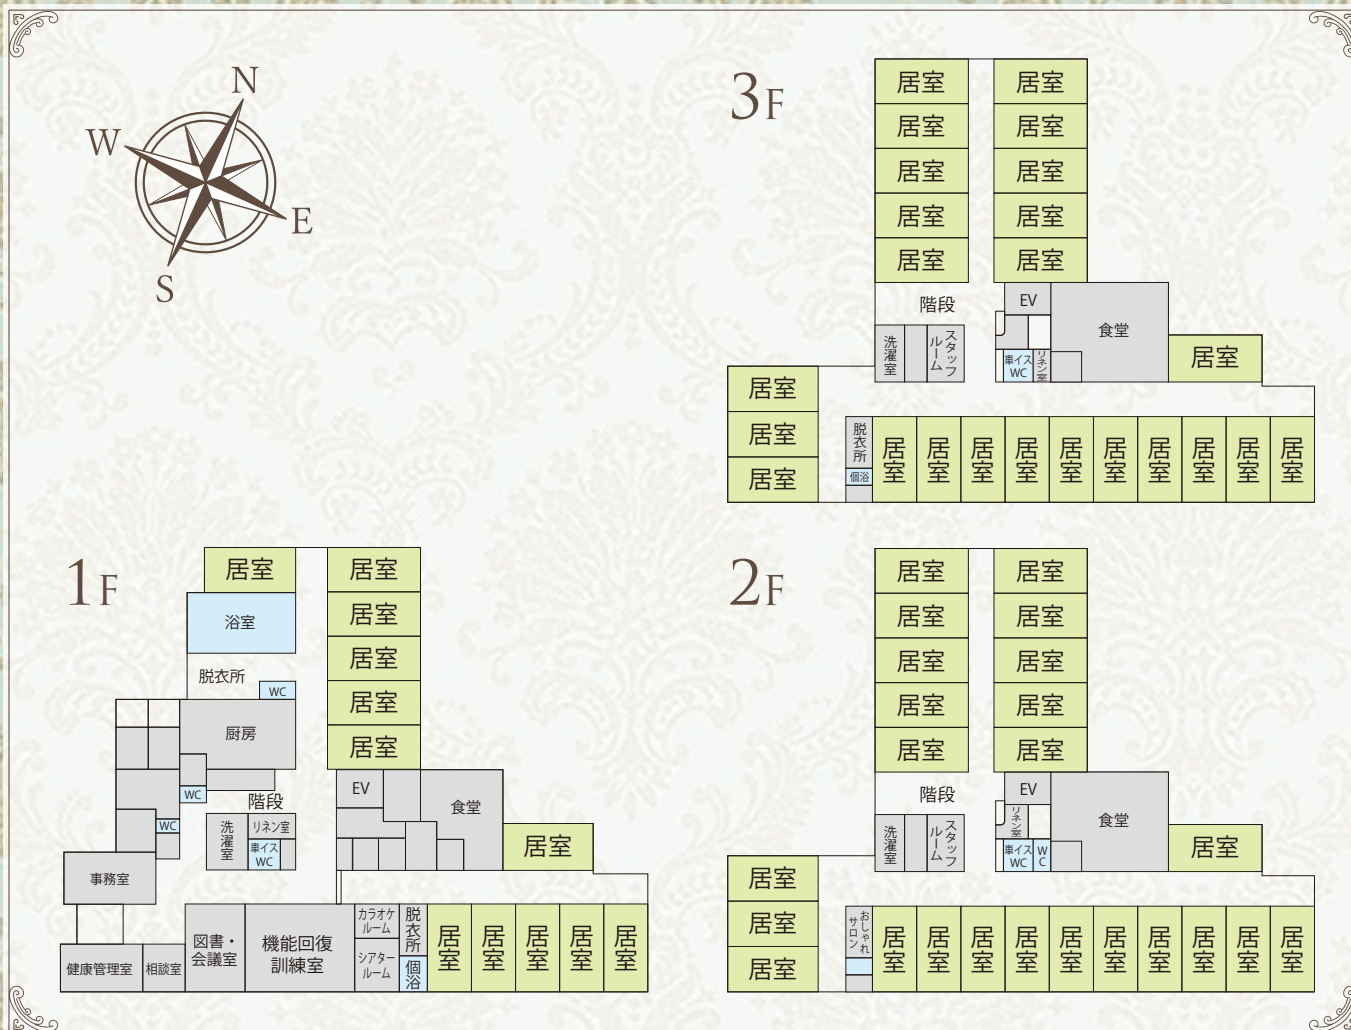 N
W
E
S
3F
居室
居室
居室
居室
居室
居室
居室
居室
居室
居室
階段
EV
食堂
洗濯室
スタッフルーム
車イスWC
リネン室
居室
居室
居室
居室
脱衣所
個浴
居室
居室
居室
居室
居室
居室
居室
居室
居室
居室
1F
居室
居室
浴室
居室
脱衣所
居室
WC
居室
厨房
居室
EV
食堂
WC
階段
WC
洗濯室
リネン室
車イスWC
居室
事務室
健康管理室
相談室
図書・
会議室
機能回復
訓練室
カラオケ
ルーム
シアター
ルーム
脱衣所
個浴
居室
居室
居室
居室
居室
2F
居室
居室
居室
居室
居室
居室
居室
居室
居室
居室
階段
EV
食堂
洗濯室
スタッフルーム
リネン室
車イスWC
WC
居室
居室
居室
居室
おしゃれサロン
居室
居室
居室
居室
居室
居室
居室
居室
居室
居室